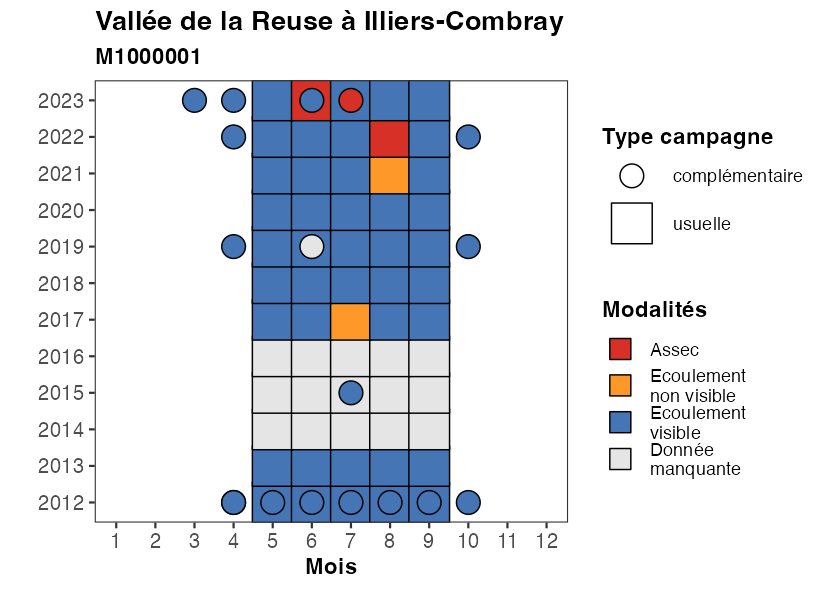 Vallée de la Reuse à Illiers-Combray
M1000001
2023
2022
2021
2020
2019
2018
2017
2016
2015
2014
2013
2012
1 2 3 4 5 6 7 8 9 10 11 12
Mois
Type campagne
complémentaire
usuelle
Modalités
Assec
Ecoulement
non visible
Ecoulement
visible
Donnée
manquante